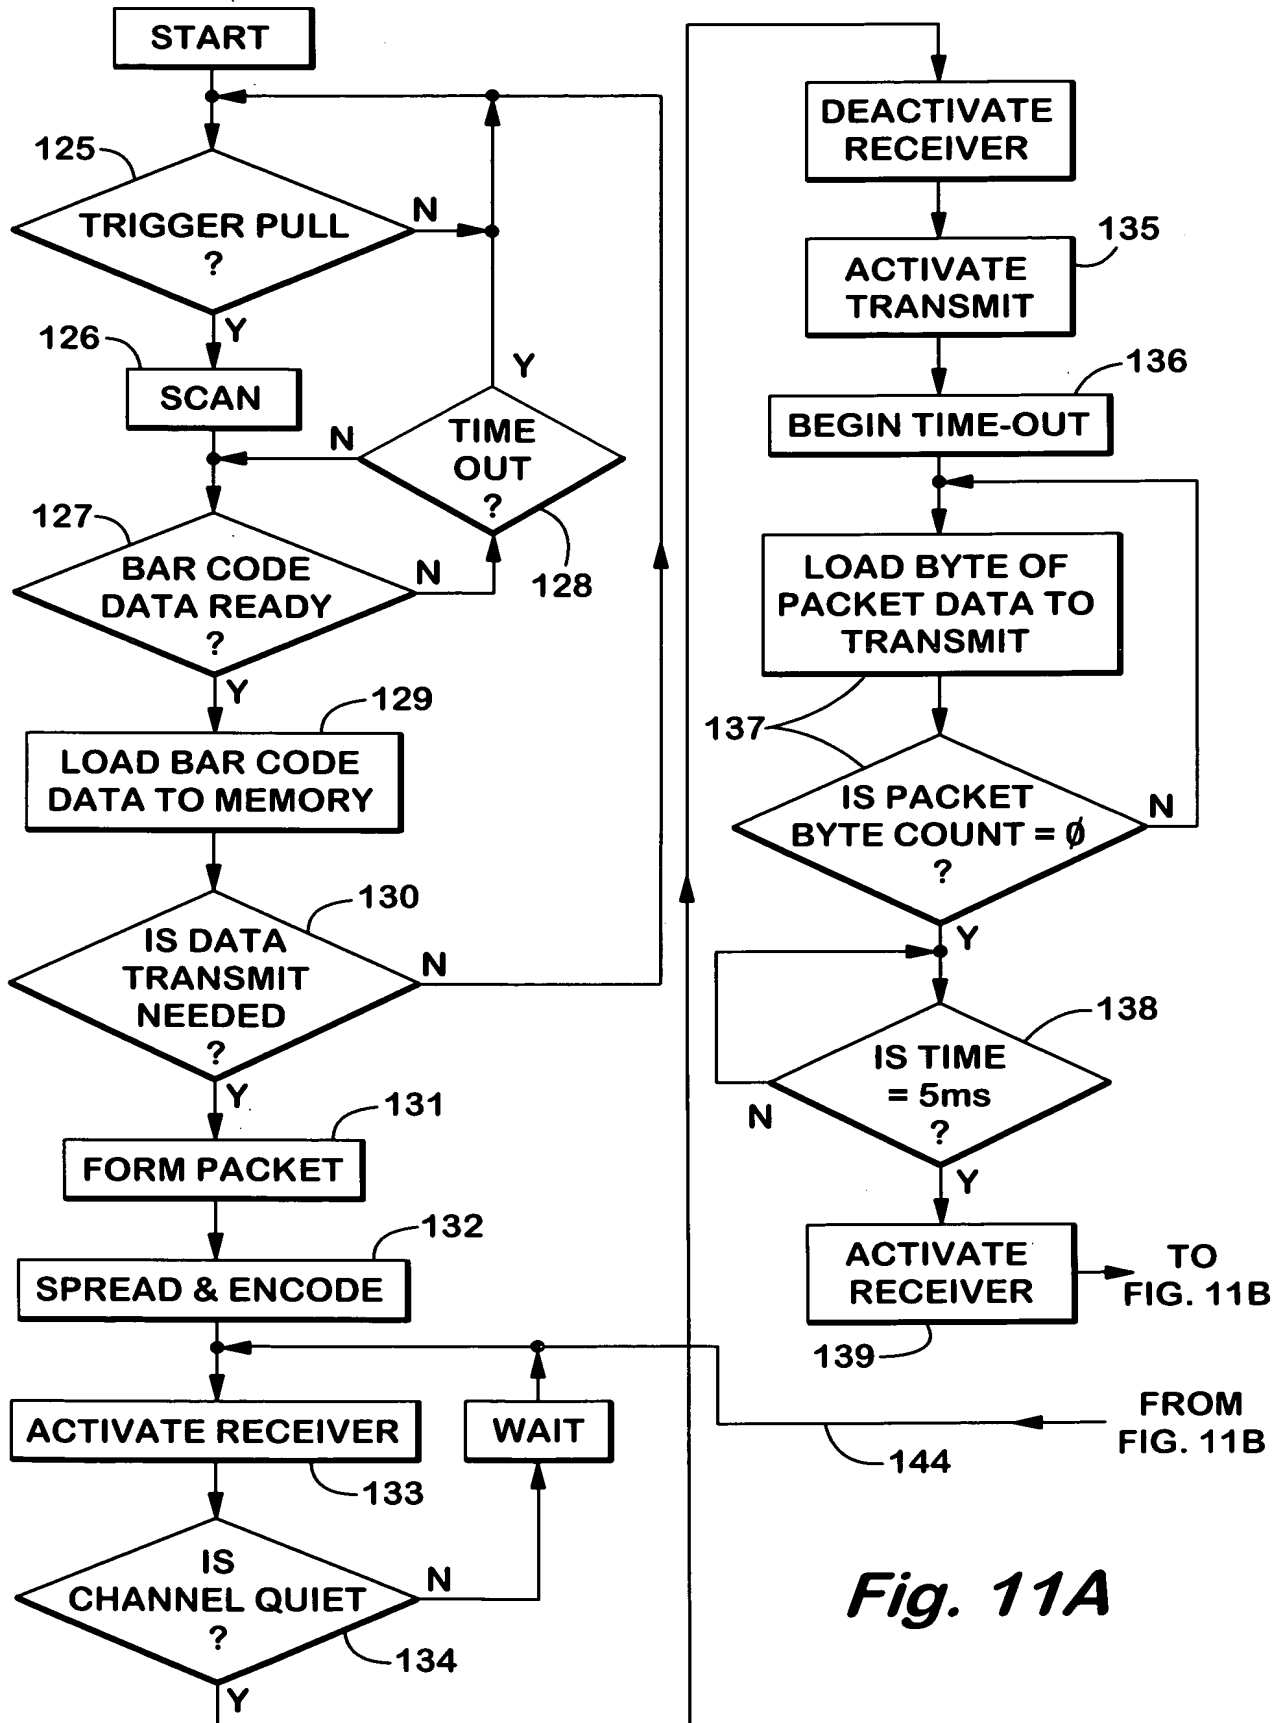 START
125
TRIGGER PULL
?
N
Y
126
SCAN
Y
N
TIME
OUT
?
128
127
BAR CODE
DATA READY
?
N
Y
129
LOAD BAR CODE
DATA TO MEMORY
130
IS DATA
TRANSMIT
NEEDED
?
N
Y
131
FORM PACKET
132
SPREAD & ENCODE
ACTIVATE RECEIVER
133
WAIT
IS
CHANNEL QUIET
?
N
134
Y
DEACTIVATE
RECEIVER
135
ACTIVATE
TRANSMIT
136
BEGIN TIME-OUT
LOAD BYTE OF
PACKET DATA TO
TRANSMIT
137
IS PACKET
BYTE COUNT = Ø
?
N
Y
138
IS TIME
= 5ms
?
N
Y
ACTIVATE
RECEIVER
139
TO
FIG. 11B
FROM
FIG. 11B
144
Fig. 11A